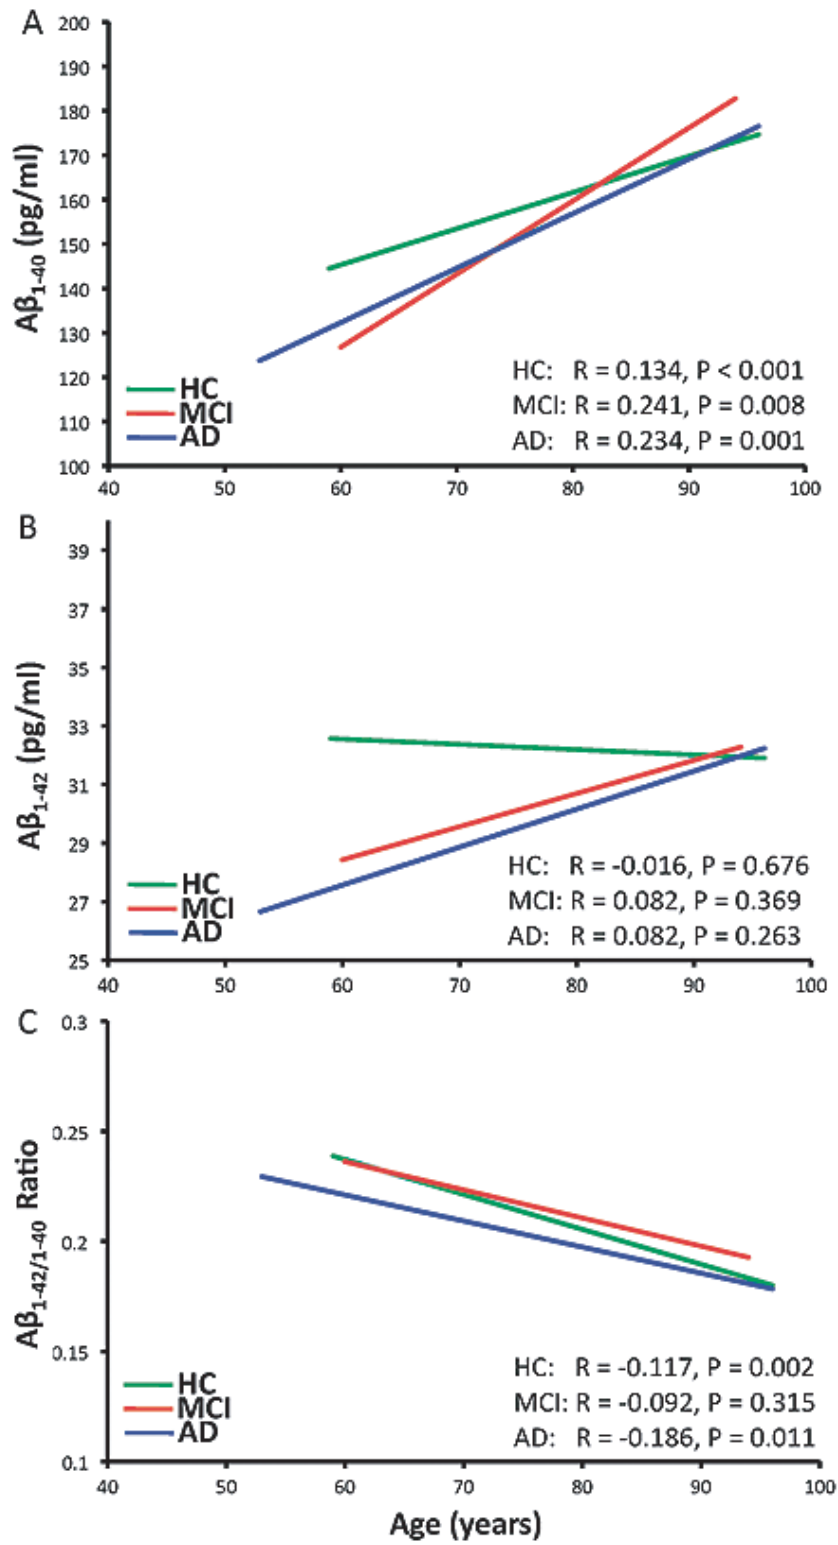 A
200
190
180
170
160
150
140
130
120
110
100
Aβ1-40 (pg/ml)
HC
MCI
AD
HC: R = 0.134, P < 0.001
MCI: R = 0.241, P = 0.008
AD: R = 0.234, P = 0.001
40 50 60 70 80 90 100
B
39
37
35
33
31
29
27
25
Aβ1-42 (pg/ml)
HC
MCI
AD
HC: R = -0.016, P = 0.676
MCI: R = 0.082, P = 0.369
AD: R = 0.082, P = 0.263
40 50 60 70 80 90 100
C
0.3
0.25
0.2
0.15
0.1
Aβ1-42/1-40 Ratio
HC
MCI
AD
HC: R = -0.117, P = 0.002
MCI: R = -0.092, P = 0.315
AD: R = -0.186, P = 0.011
40 50 60 70 80 90 100
Age (years)